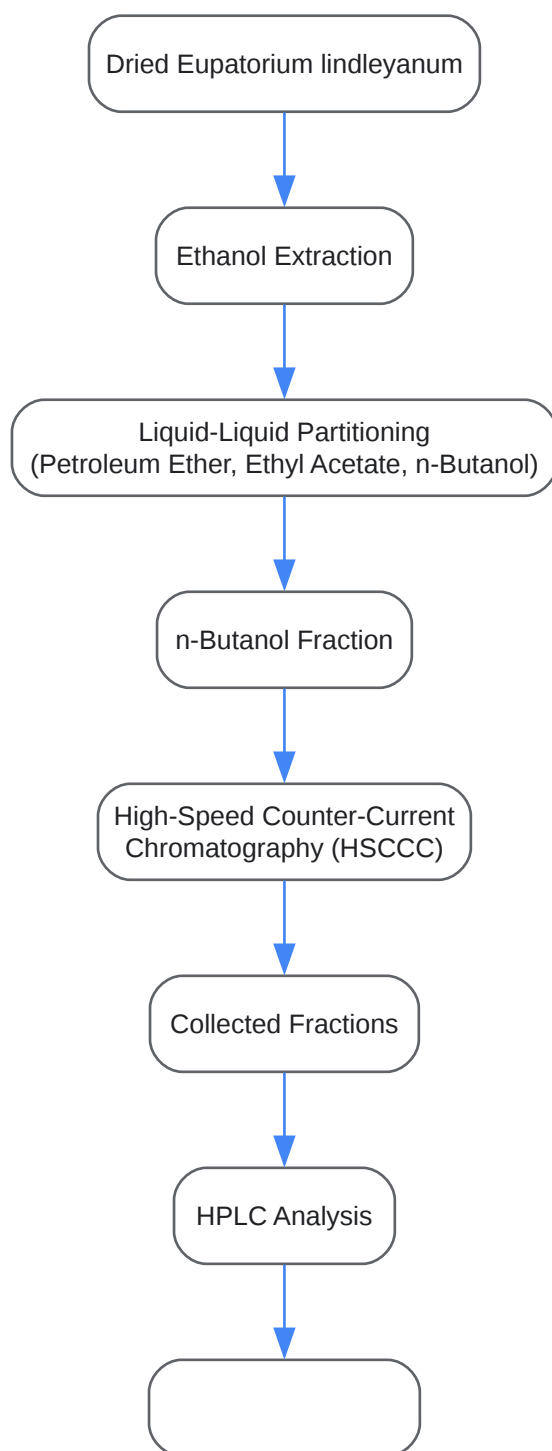 Dried Eupatorium lindleyanum
Ethanol Extraction
Liquid-Liquid Partitioning
(Petroleum Ether, Ethyl Acetate, n-Butanol)
n-Butanol Fraction
High-Speed Counter-Current
Chromatography (HSCCC)
Collected Fractions
HPLC Analysis